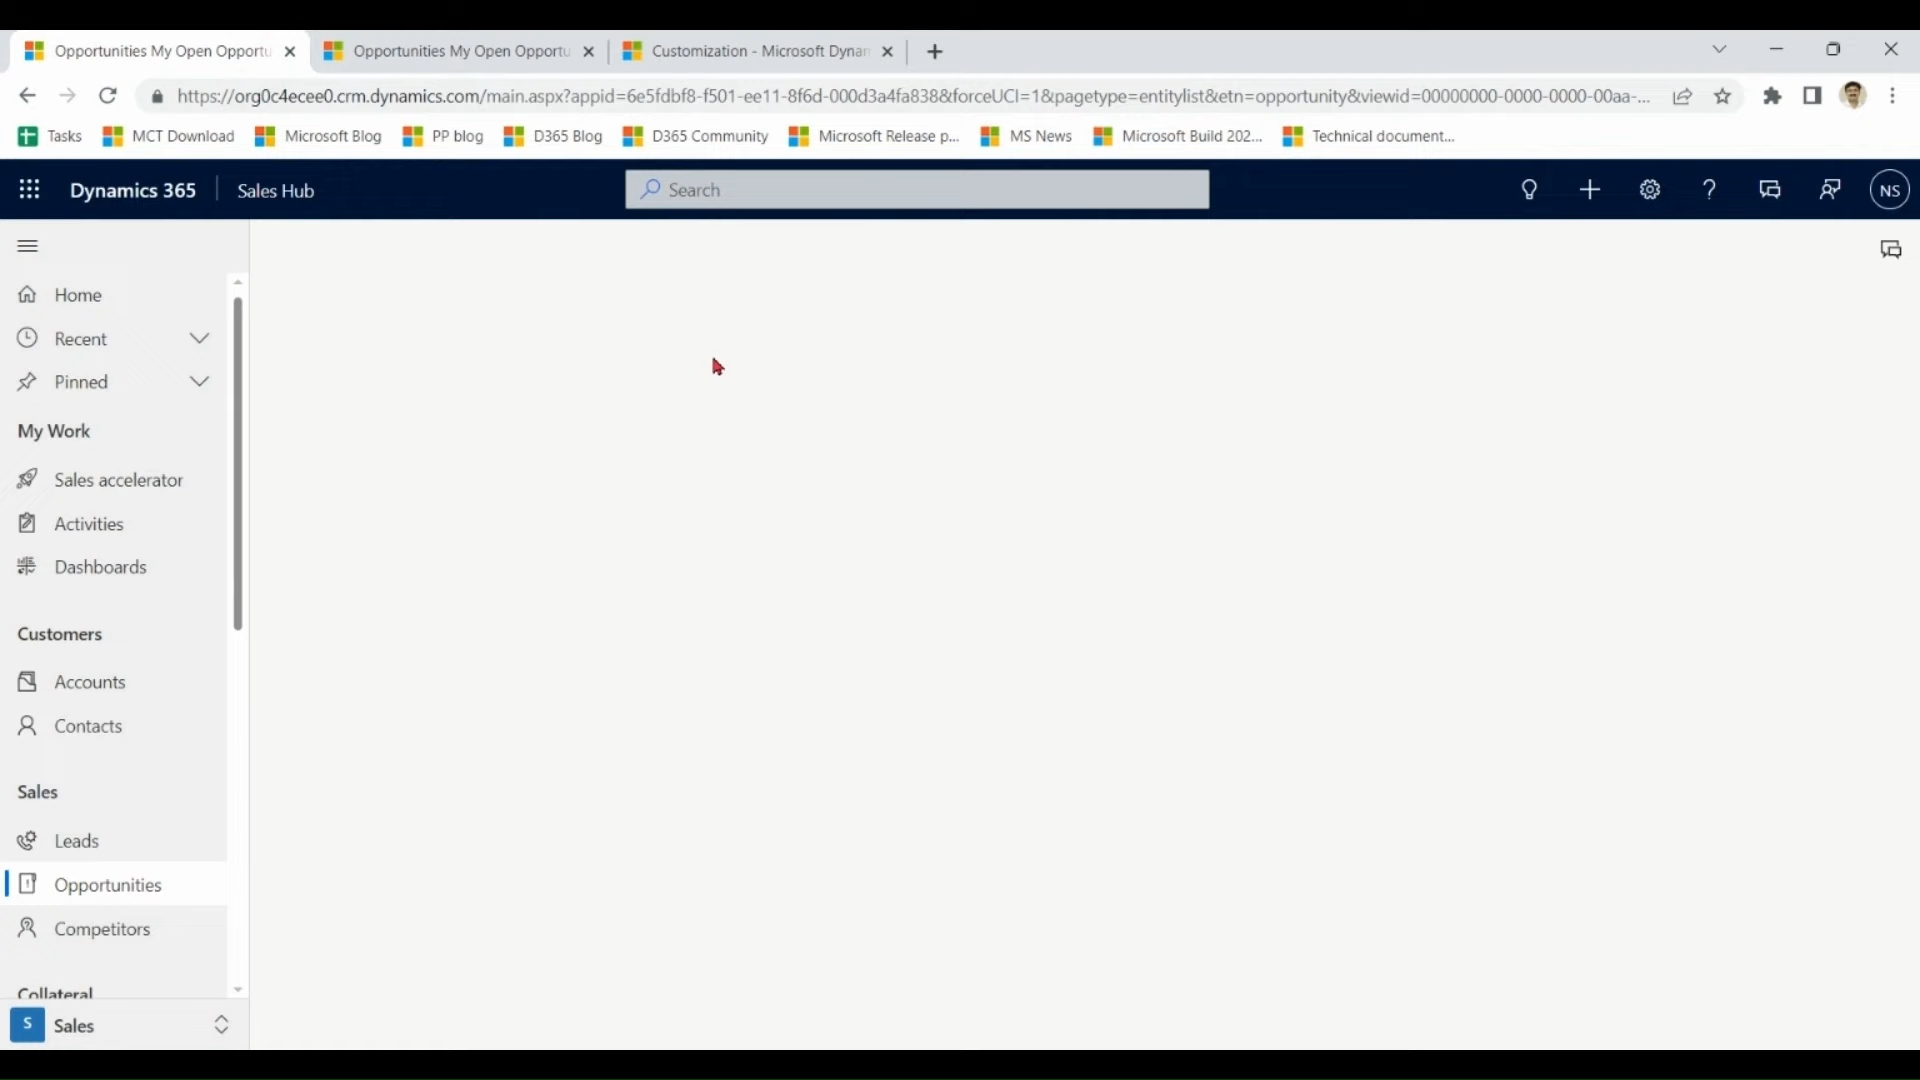 Opportunities My Open Opportu
Opportunities My Open Opportu
Customization - Microsoft Dynan
https://org0c4ecee0.crm.dynamics.com/main.aspx?appid=6e5fdbf8-f501-ee11-8f6d-000d3a4fa838&forceUCI=1&pagetype=entitylist&etn=opportunity&viewid=00000000-0000-0000-00aa-...
Tasks
MCT Download
Microsoft Blog
PP blog
D365 Blog
D365 Community
Microsoft Release p...
MS News
Microsoft Build 202...
Technical document...
Dynamics 365
Sales Hub
Search
NS
Home
Recent
Pinned
My Work
Sales accelerator
Activities
Dashboards
Customers
Accounts
Contacts
Sales
Leads
Opportunities
Competitors
Collateral
S
Sales